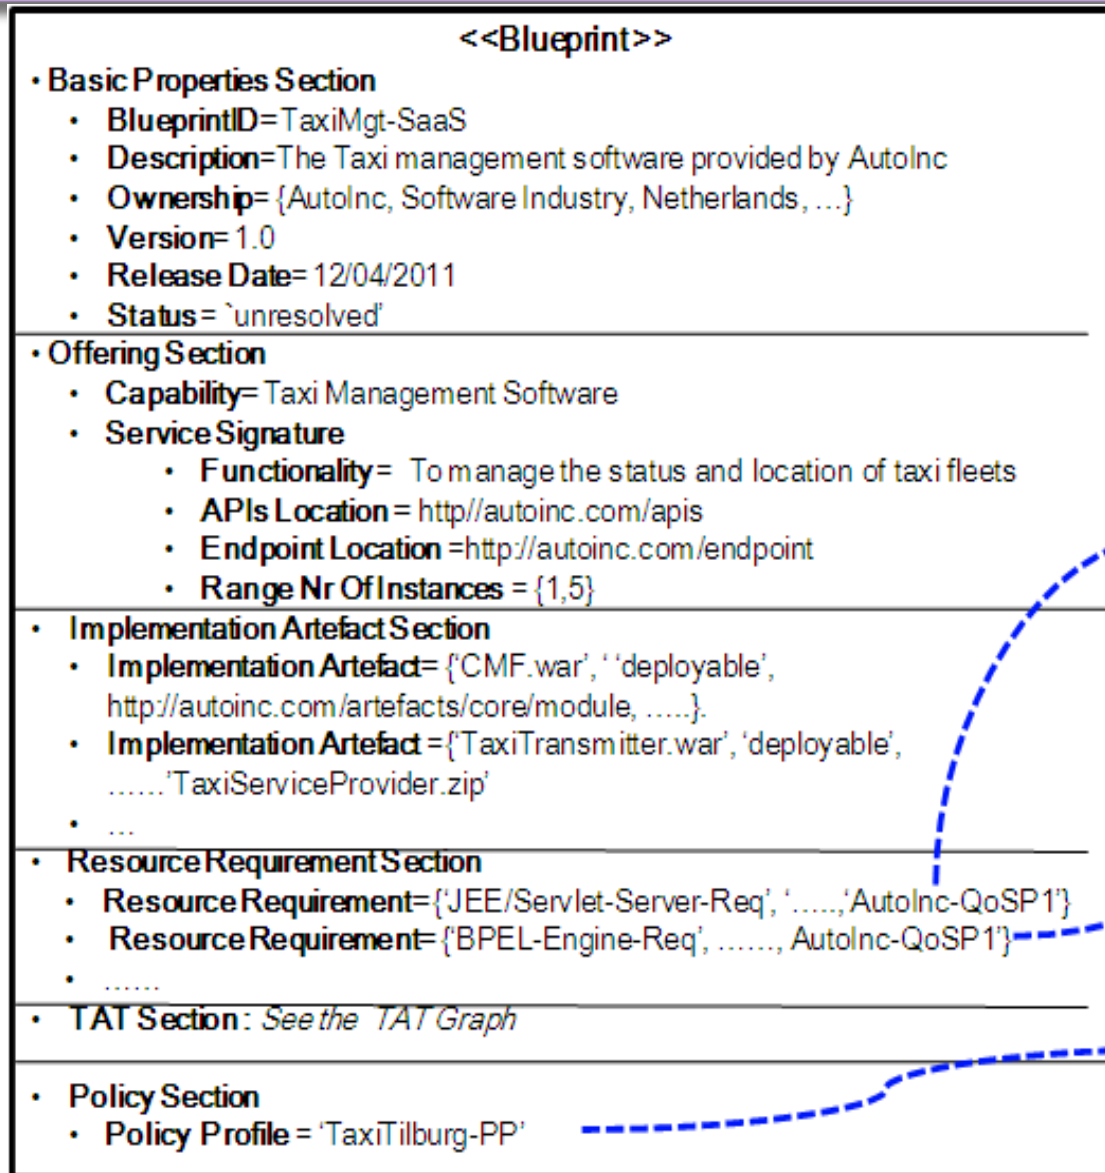 <<Blueprint>>
• Basic Properties Section
• BlueprintID=TaxiMgt-SaaS
• Description=The Taxi management software provided by AutoInc
• Ownership= {AutoInc, Software Industry, Netherlands, ...}
• Version= 1.0
• Release Date= 12/04/2011
• Status= `unresolved’
• Offering Section
• Capability= Taxi Management Software
• Service Signature
• Functionality= To manage the status and location of taxi fleets
• APIs Location = http//autoinc.com/apis
• Endpoint Location =http://autoinc.com/endpoint
• Range Nr Of Instances = {1,5}
• Implementation Artefact Section
• Implementation Artefact= {‘CMF.war’, ‘ ‘deployable’,
http://autoinc.com/artefacts/core/module, .....}.
• Implementation Artefact ={‘TaxiTransmitter.war’, ‘deployable’,
......’TaxiServiceProvider.zip’
• ...
• Resource Requirement Section
• Resource Requirement={‘JEE/Servlet-Server-Req’, ‘.....,‘AutoInc-QoSP1’}
• Resource Requirement={‘BPEL-Engine-Req’, ......, AutoInc-QoSP1’}
• ......
• TAT Section : See the TAT Graph
• Policy Section
• Policy Profile = ‘TaxiTilburg-PP’